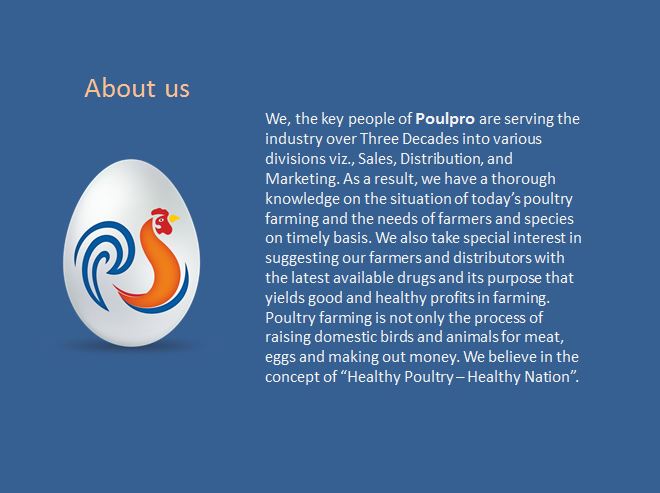 About us
We, the key people of Poulpro are serving the
industry over Three Decades into various
divisions viz., Sales, Distribution, and
Marketing. As a result, we have a thorough
knowledge on the situation of today’s poultry
farming and the needs of farmers and species
on timely basis. We also take special interest in
suggesting our farmers and distributors with
the latest available drugs and its purpose that
yields good and healthy profits in farming.
Poultry farming is not only the process of
raising domestic birds and animals for meat,
eggs and making out money. We believe in the
concept of “Healthy Poultry – Healthy Nation”.